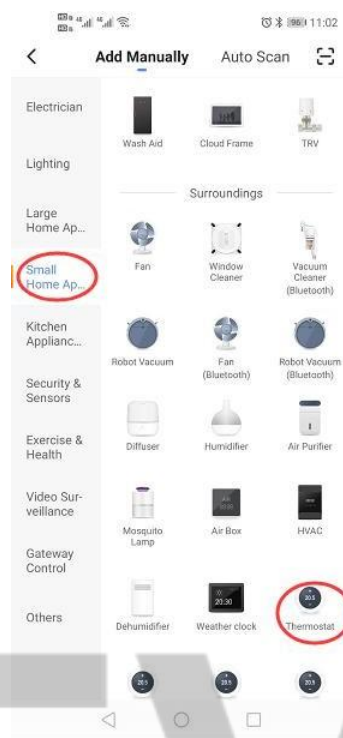 11:02
Add Manually Auto Scan
Electrician
Lighting
Large
Home Ap...
Small
Home Ap...
Kitchen
Applianc...
Security &
Sensors
Exercise &
Health
Video Sur-
veillance
Gateway
Control
Others
Wash Aid Cloud Frame TRV
Surroundings
Fan Window
Cleaner Vacuum
Cleaner
(Bluetooth)
Robot Vacuum Fan
(Bluetooth) Robot Vacuum
(Bluetooth)
Diffuser Humidifier Air Purifier
Mosquito
Lamp Air Box HVAC
20:30
Dehumidifier Weather clock Thermostat